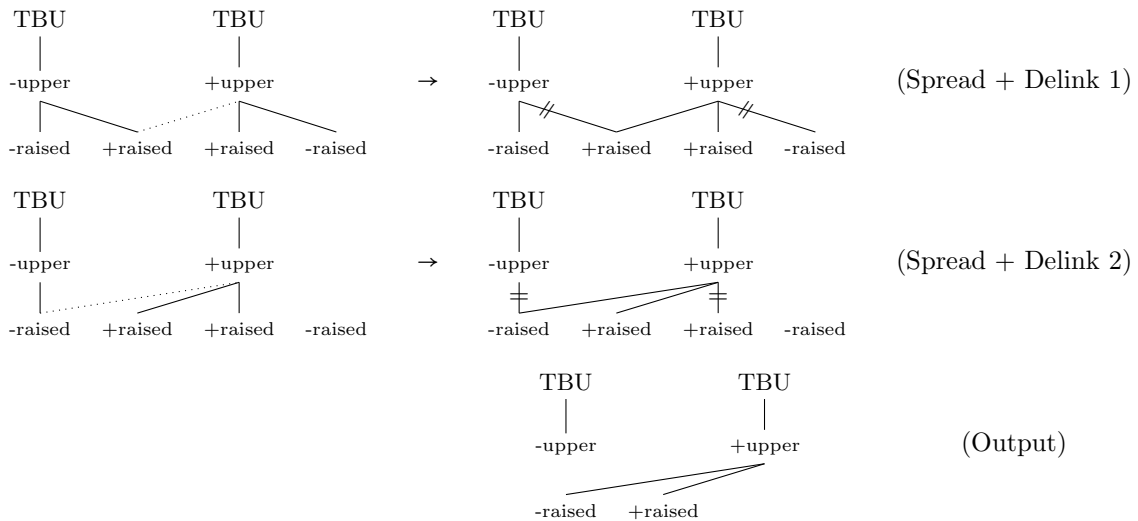 TBU TBU TBU TBU
-upper +upper → -upper +upper (Spread + Delink 1)
-raised +raised +raised -raised -raised +raised +raised -raised
TBU TBU TBU TBU
-upper +upper → -upper +upper (Spread + Delink 2)
-raised +raised +raised -raised -raised +raised +raised -raised
TBU TBU
-upper +upper (Output)
-raised +raised